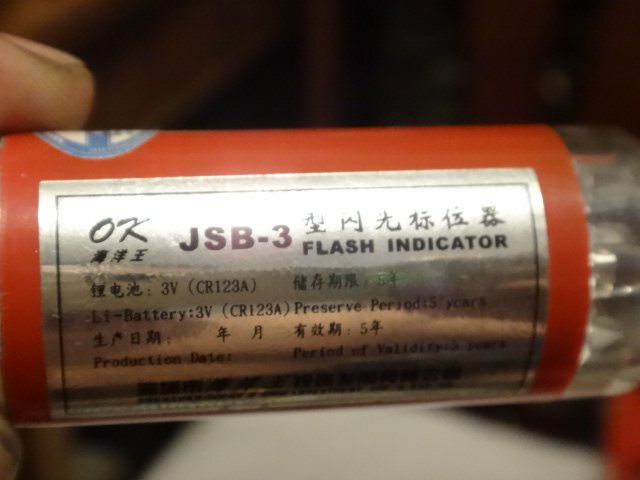 OK
海洋王
JSB-3 型闪光标位器
FLASH INDICATOR
锂电池: 3V (CR123A) 储存期限: 5年
Li-Battery:3V (CR123A) Preserve Period:5 years
生产日期: 年 月 有效期: 5年
Production Date: Period of Validity:5 years